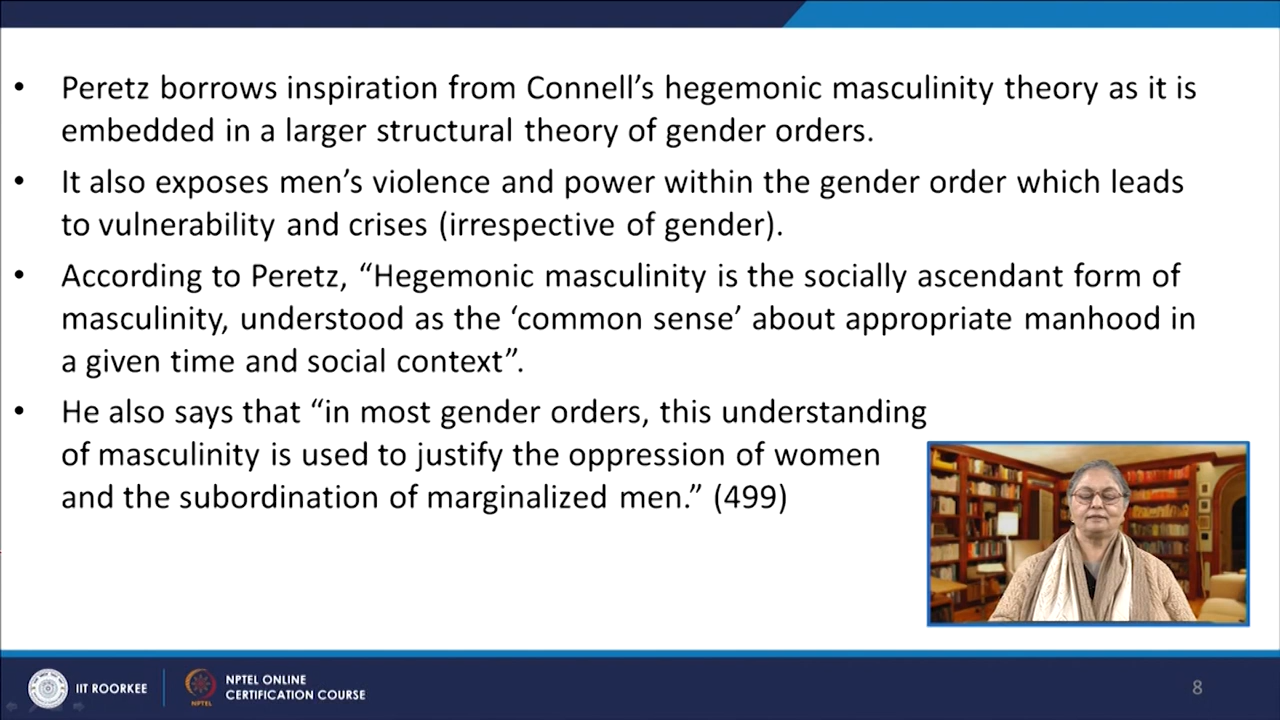 • Peretz borrows inspiration from Connell’s hegemonic masculinity theory as it is
embedded in a larger structural theory of gender orders.
• It also exposes men’s violence and power within the gender order which leads
to vulnerability and crises (irrespective of gender).
• According to Peretz, “Hegemonic masculinity is the socially ascendant form of
masculinity, understood as the ‘common sense’ about appropriate manhood in
a given time and social context”.
• He also says that “in most gender orders, this understanding
of masculinity is used to justify the oppression of women
and the subordination of marginalized men.” (499)
IIT ROORKEE
NPTEL
NPTEL ONLINE
CERTIFICATION COURSE
8